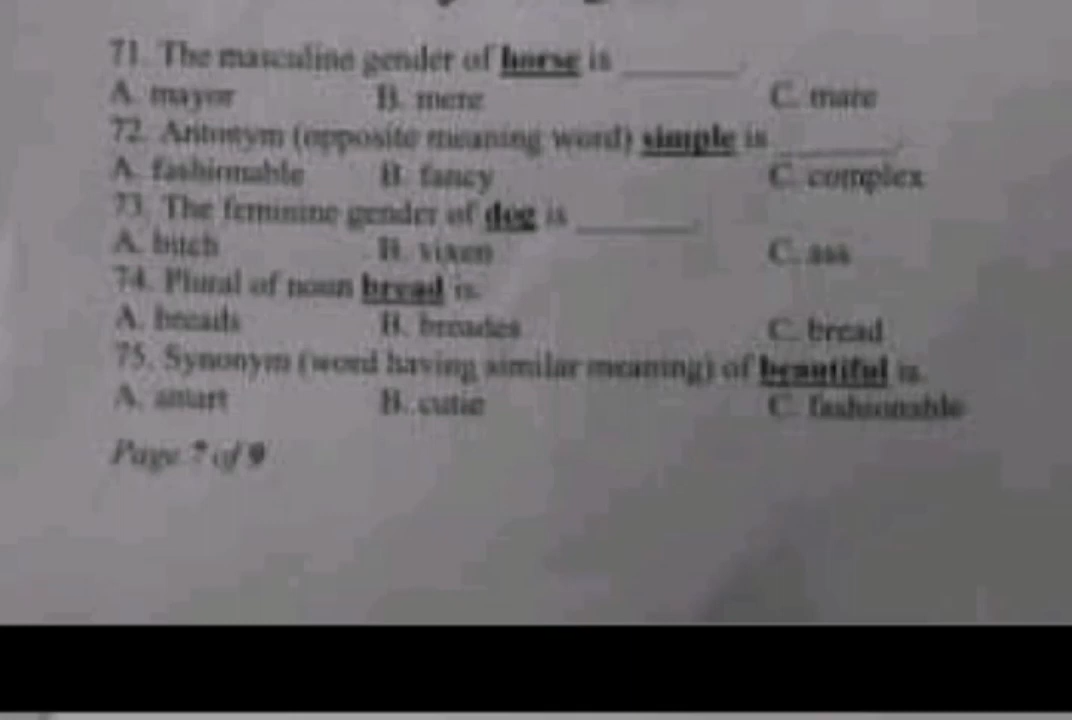 71. The masculine gender of horse is ______.
A. mayor B. mere C. mare
72. Antonym (opposite meaning word) simple is ______.
A. fashionable B. fancy C. complex
73. The feminine gender of dog is ______.
A. bitch B. vixen C. ass
74. Plural of noun bread is.
A. breads B. breades C. bread
75. Synonym (word having similar meaning) of beautiful is.
A. smart B. cutie C. fashionable
Page 7 of 9